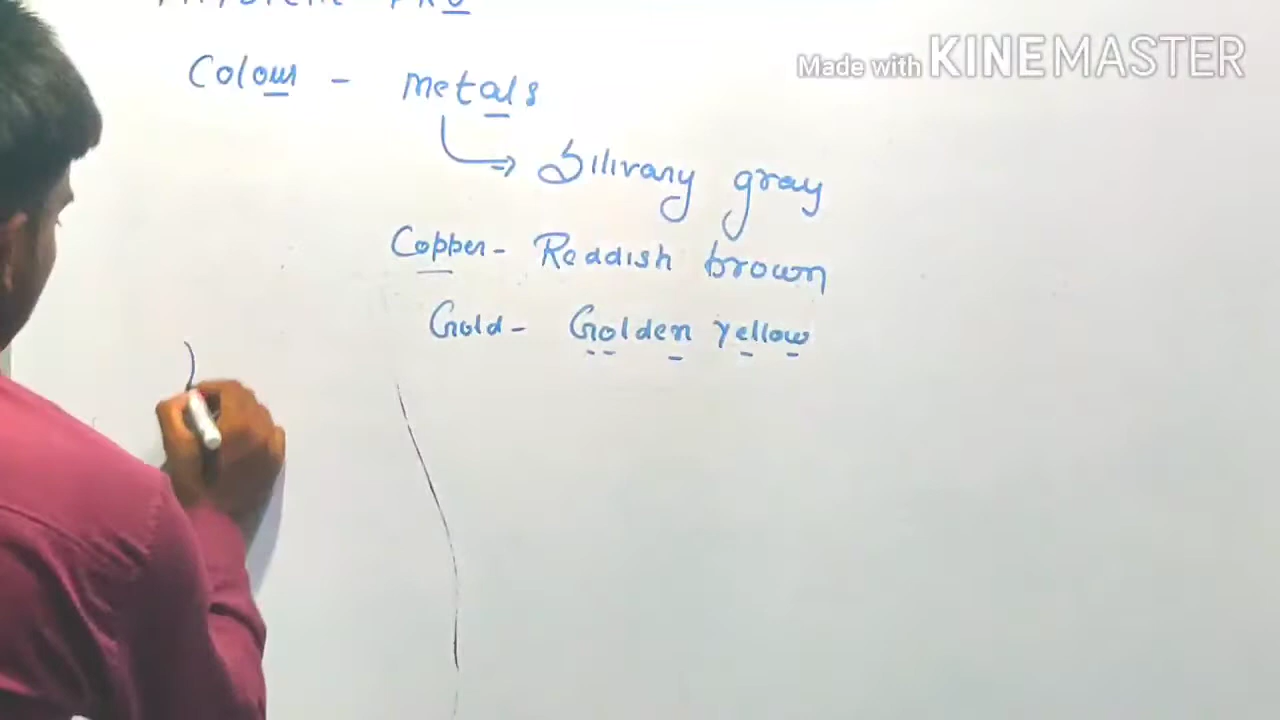 Made with KINEMASTER
Colour - Metals
Silivary gray
Copper - Reddish brown
Gold - Golden yellow